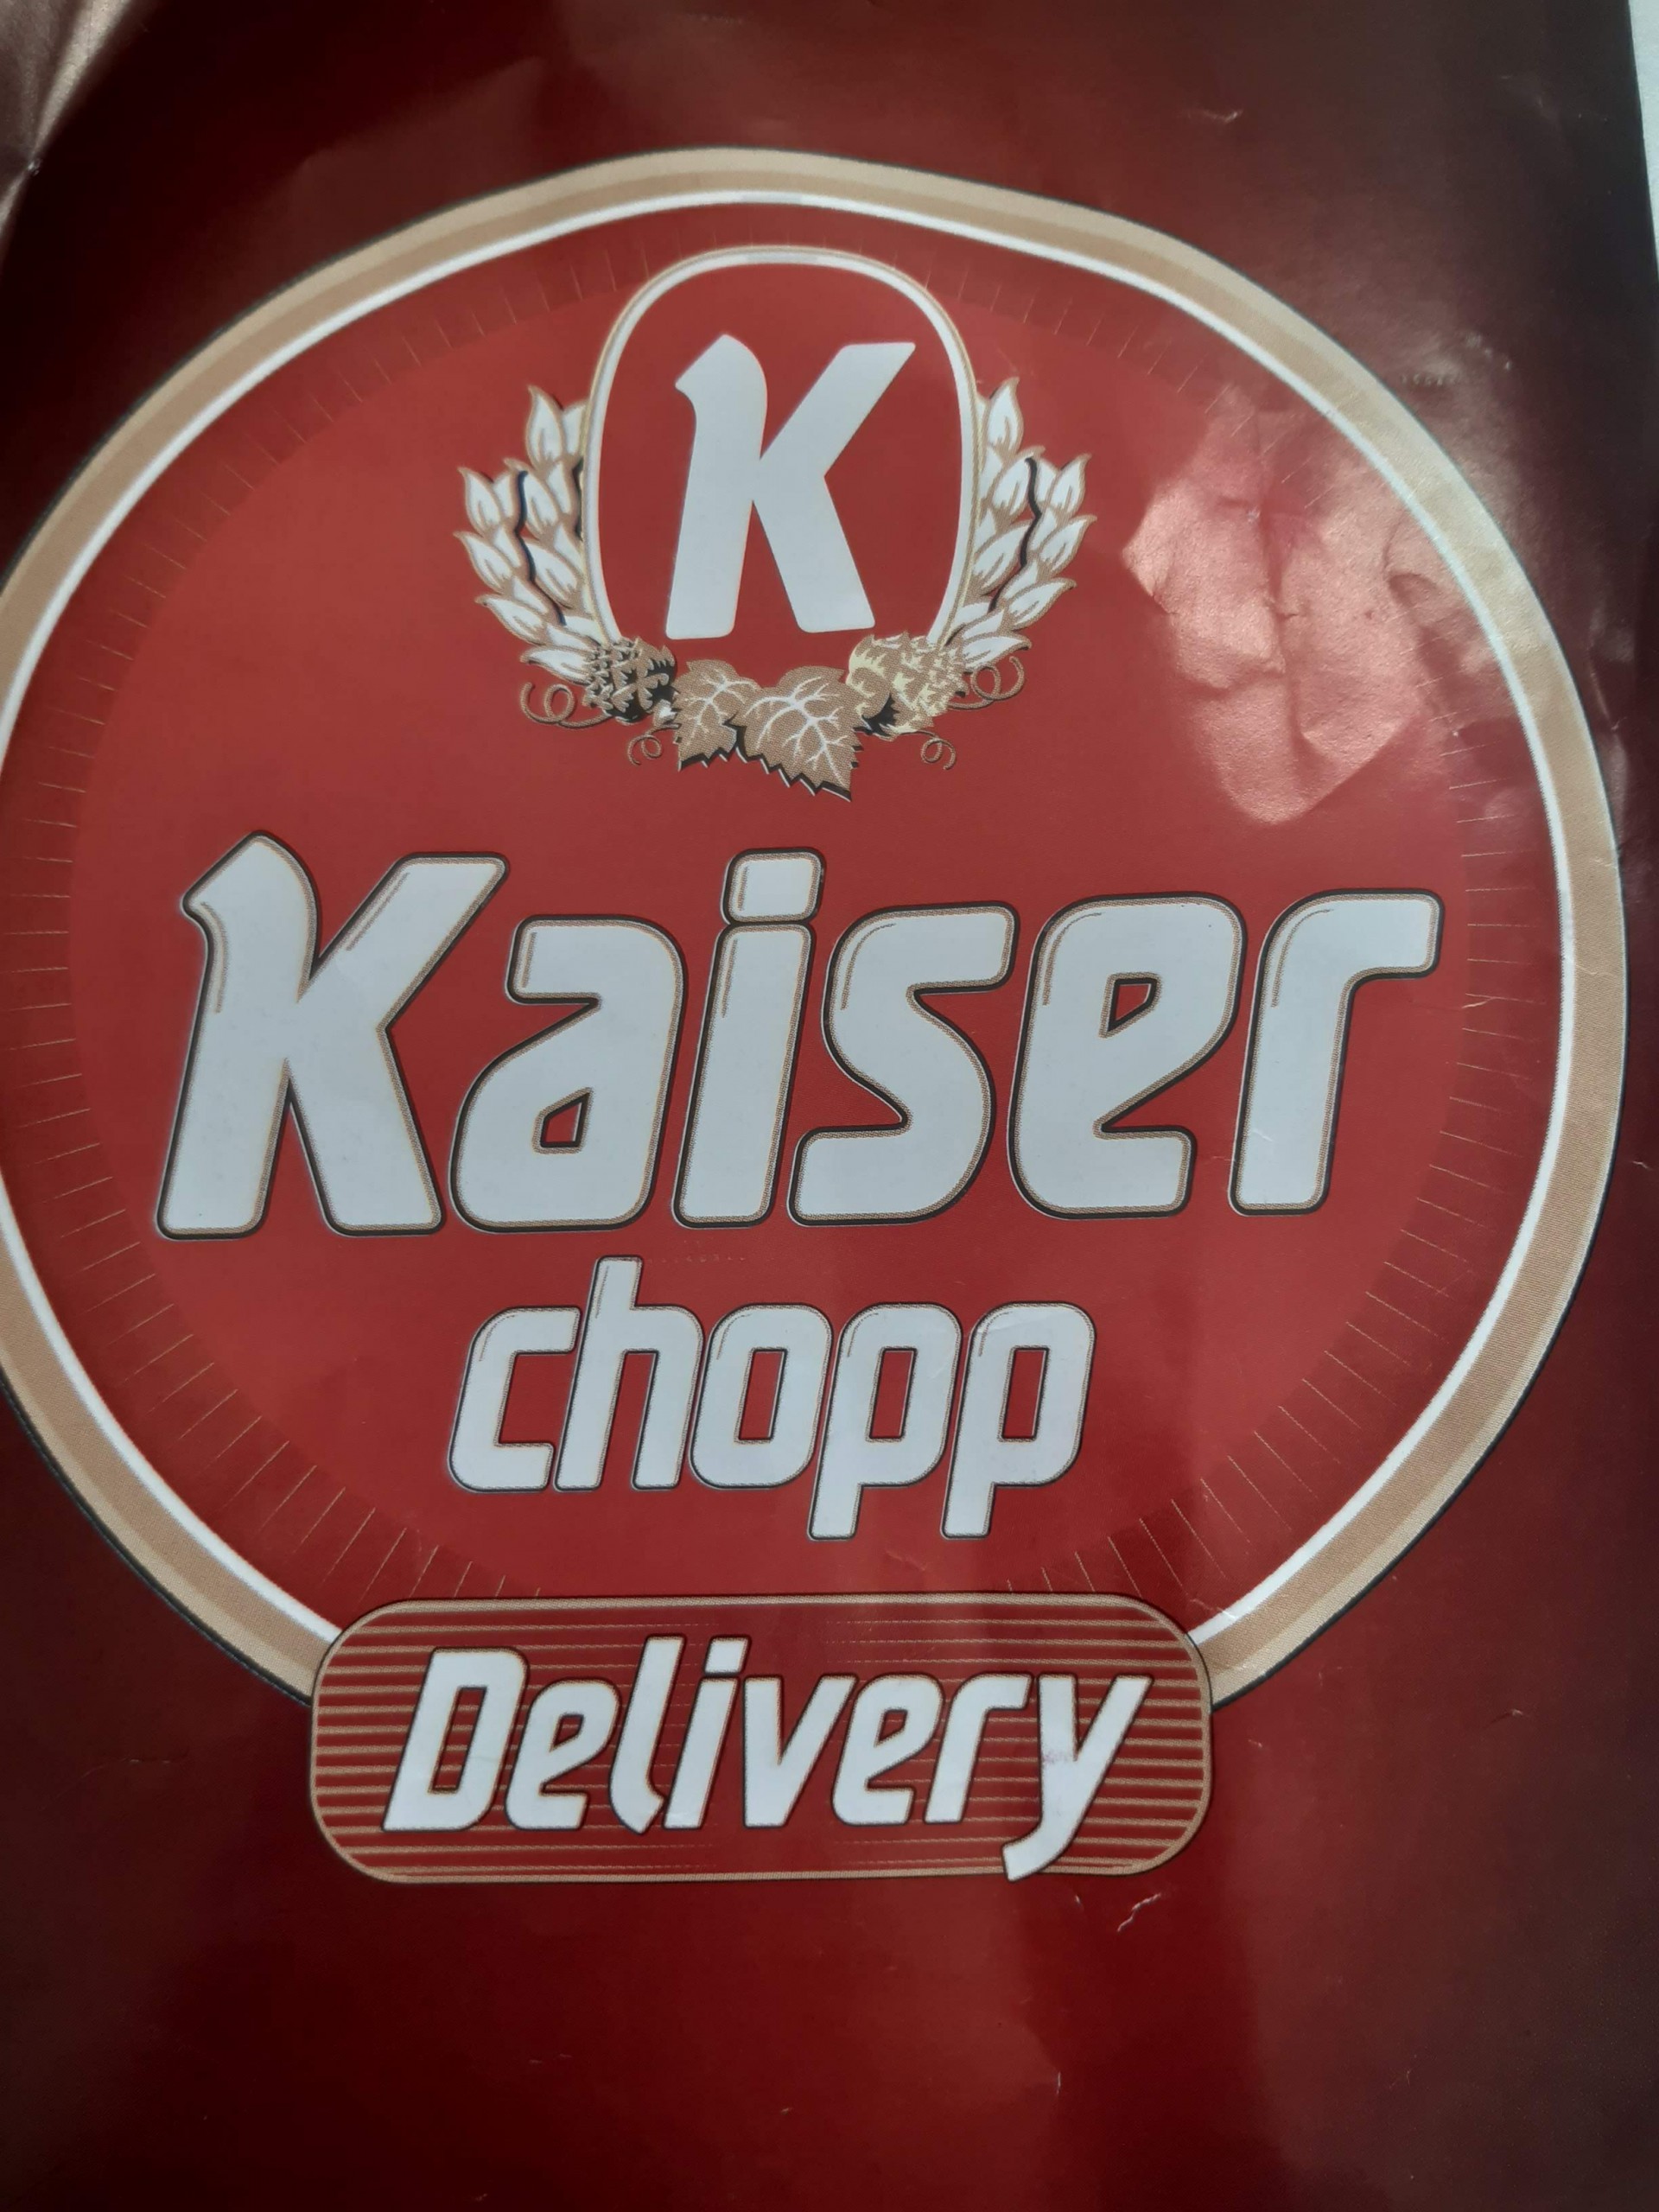 K
Kaiser
chopp
Delivery